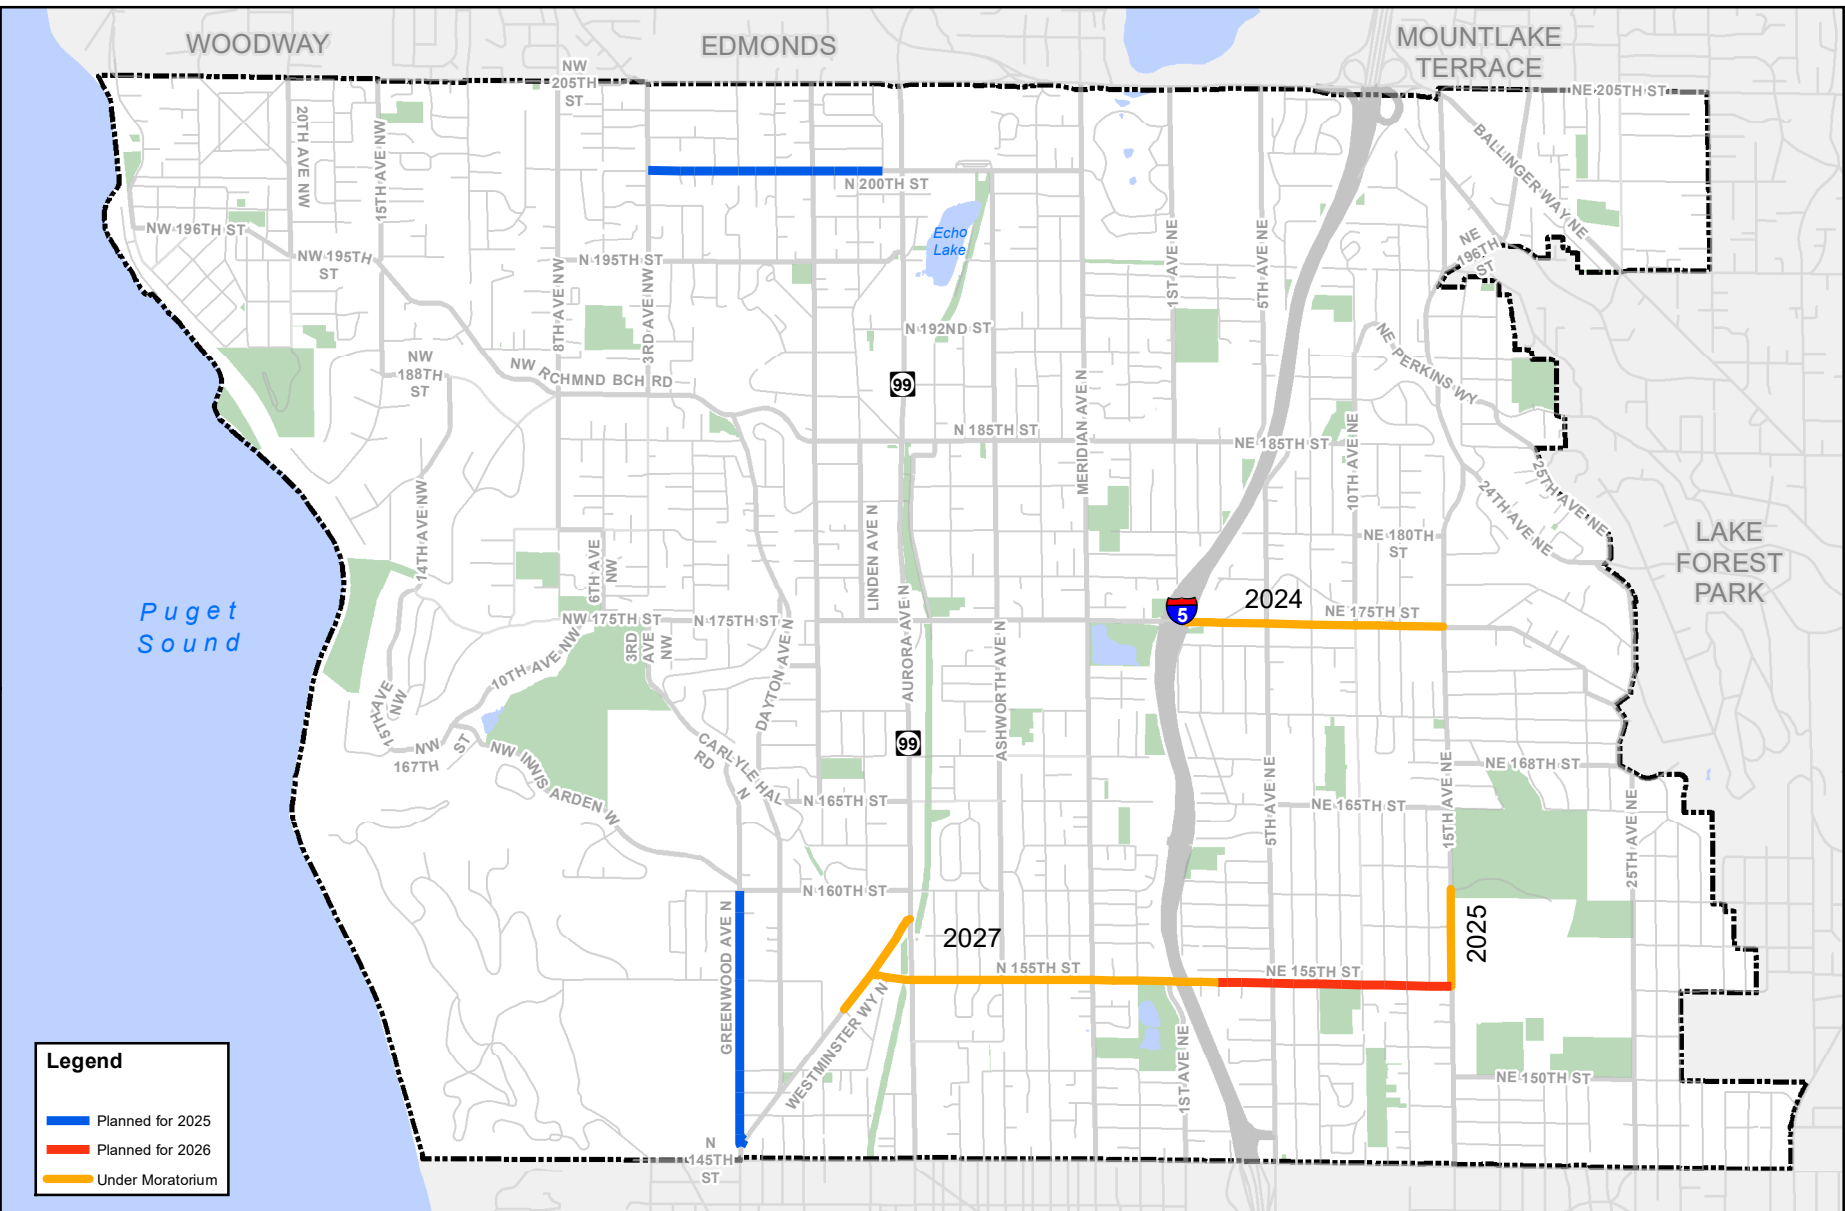 WOODWAY
EDMONDS
MOUNTLAKE
TERRACE
NW
205TH
ST
NE 205TH ST
20TH AVE NW
15TH AVE NW
BALLINGER WAY NE
N 200TH ST
NW 196TH ST
Echo
Lake
NE
196TH
ST
NW 195TH
ST
N 195TH ST
8TH AVE NW
3RD AVE NW
1ST AVE NE
5TH AVE NE
N 192ND ST
NW
188TH
ST
NW RCHMND BCH RD
99
NE PERKINS WY
MERIDIAN AVE N
N 185TH ST
NE 185TH ST
10TH AVE NE
25TH AVE NE
24TH AVE NE
14TH AVE NW
LINDEN AVE N
NE 180TH
ST
LAKE
FOREST
PARK
6TH AVE
NW
Puget
Sound
NW 175TH ST
N 175TH ST
5
2024
NE 175TH ST
3RD
AVE
NW
10TH AVE NW
DAYTON AVE N
AURORA AVE N
ASHWORTH AVE N
15TH AVE
NW
NW
167TH
ST
NW INNIS ARDEN W
CARLYLE HAL
RD
N
99
5TH AVE NE
15TH AVE NE
NE 168TH ST
N 165TH ST
NE 165TH ST
25TH AVE NE
N 160TH ST
GREENWOOD AVE N
2027
2025
N 155TH ST
NE 155TH ST
WESTMINSTER WY N
1ST AVE NE
NE 150TH ST
N
145TH
ST
Legend
Planned for 2025
Planned for 2026
Under Moratorium